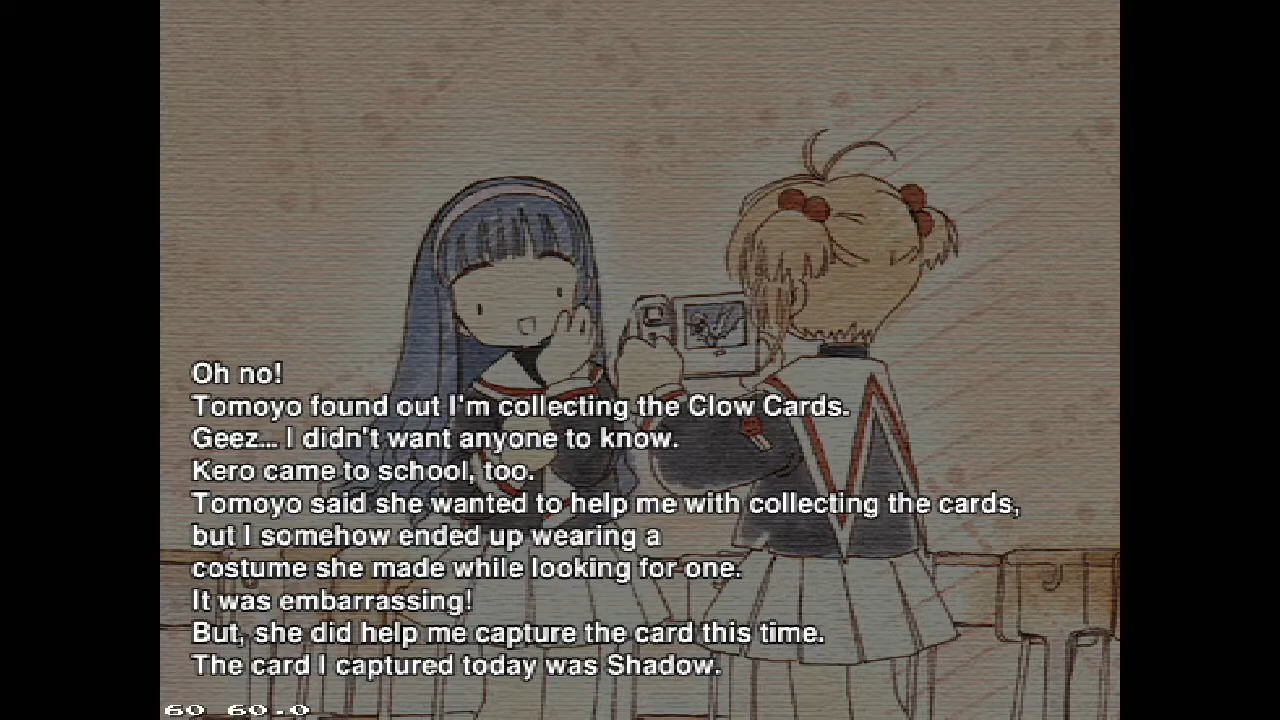 Oh no!
Tomoyo found out I'm collecting the Clow Cards.
Geez... I didn't want anyone to know.
Kero came to school, too.
Tomoyo said she wanted to help me with collecting the cards,
but I somehow ended up wearing a
costume she made while looking for one.
It was embarrassing!
But, she did help me capture the card this time.
The card I captured today was Shadow.
60 60.0